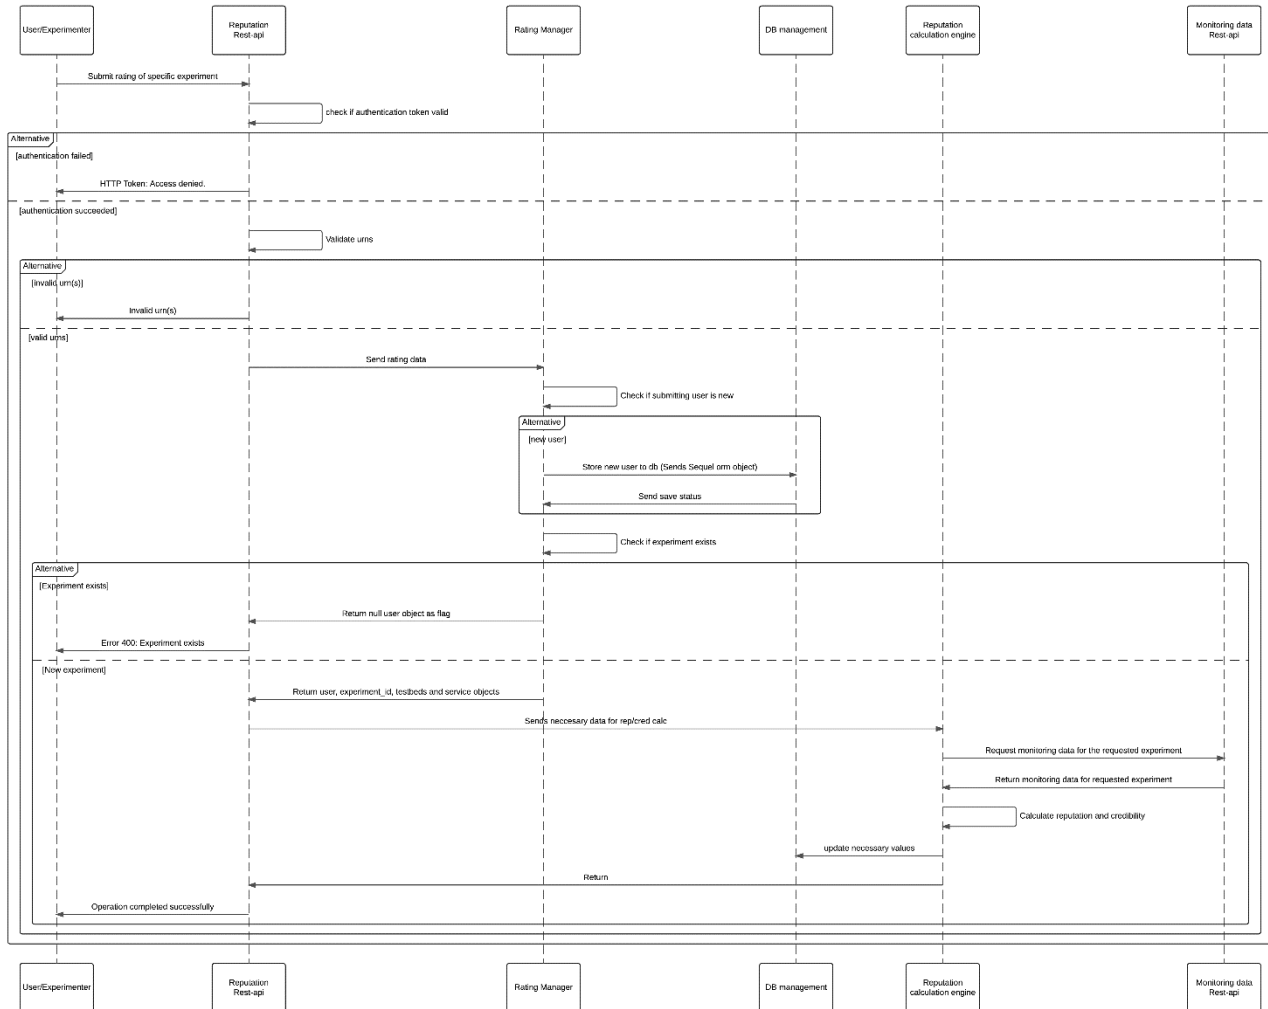 User/Experimenter
Reputation
Rest-api
Rating Manager
DB management
Reputation
calculation engine
Monitoring data
Rest-api
Submit rating of specific experiment
check if authentication token valid
Alternative
[authentication failed]
HTTP Token: Access denied.
[authentication succeeded]
Validate urns
Alternative
[invalid urn(s)]
Invalid urn(s)
[valid urns]
Send rating data
Check if submitting user is new
Alternative
[new user]
Store new user to db (Sends Sequel orm object)
Send save status
Check if experiment exists
Alternative
[Experiment exists]
Return null user object as flag
Error 400: Experiment exists
[New experiment]
Return user, experiment_id, testbeds and service objects
Sends neccesary data for rep/cred calc
Request monitoring data for the requested experiment
Return monitoring data for requested experiment
Calculate reputation and credibility
update necessary values
Return
Operation completed successfully
User/Experimenter
Reputation
Rest-api
Rating Manager
DB management
Reputation
calculation engine
Monitoring data
Rest-api